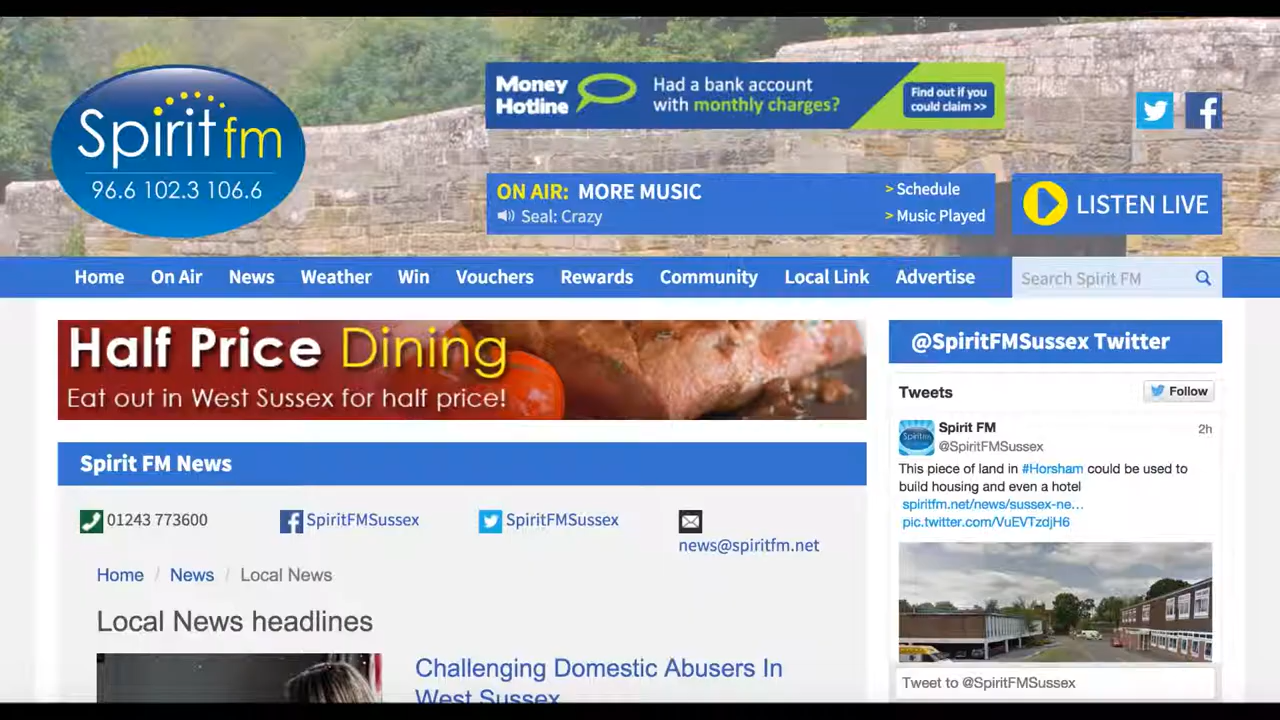 Spirit fm
96.6 102.3 106.6
Money
Hotline
Had a bank account
with monthly charges?
Find out if you
could claim >>
ON AIR: MORE MUSIC
Seal: Crazy
> Schedule
> Music Played
LISTEN LIVE
Home On Air News Weather Win Vouchers Rewards Community Local Link Advertise
Search Spirit FM
Half Price Dining
Eat out in West Sussex for half price!
Spirit FM News
01243 773600
SpiritFMSussex
SpiritFMSussex
news@spiritfm.net
Home / News / Local News
Local News headlines
Challenging Domestic Abusers In
West Sussex
@SpiritFMSussex Twitter
Tweets
Follow
Spirit FM
2h
@SpiritFMSussex
This piece of land in #Horsham could be used to
build housing and even a hotel
spiritfm.net/news/sussex-ne…
pic.twitter.com/VuEVTzdjH6
Tweet to @SpiritFMSussex